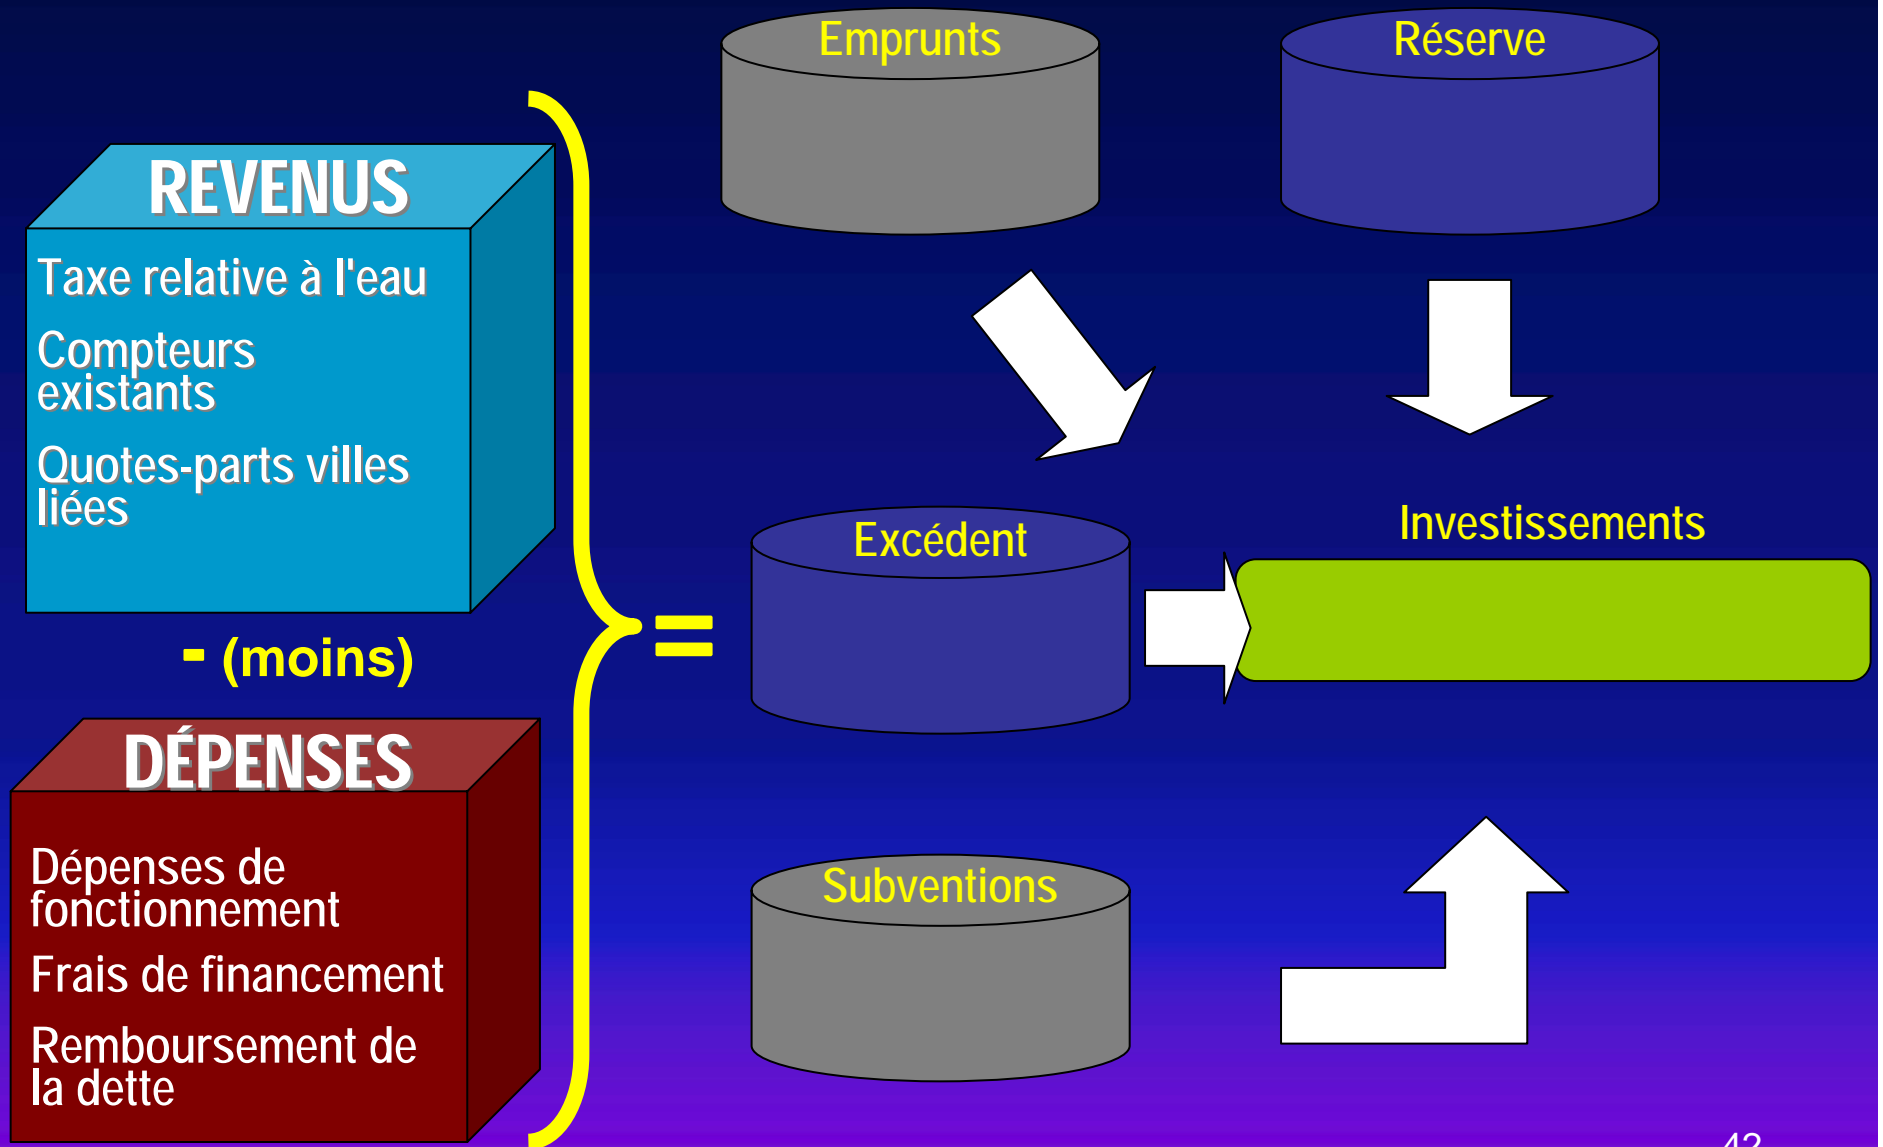 REVENUS
Taxe relative à l'eau
Compteurs
existants
Quotes-parts villes
liées
- (moins)
DÉPENSES
Dépenses de
fonctionnement
Frais de financement
Remboursement de
la dette
=
Emprunts
Réserve
Excédent
Investissements
Subventions
42